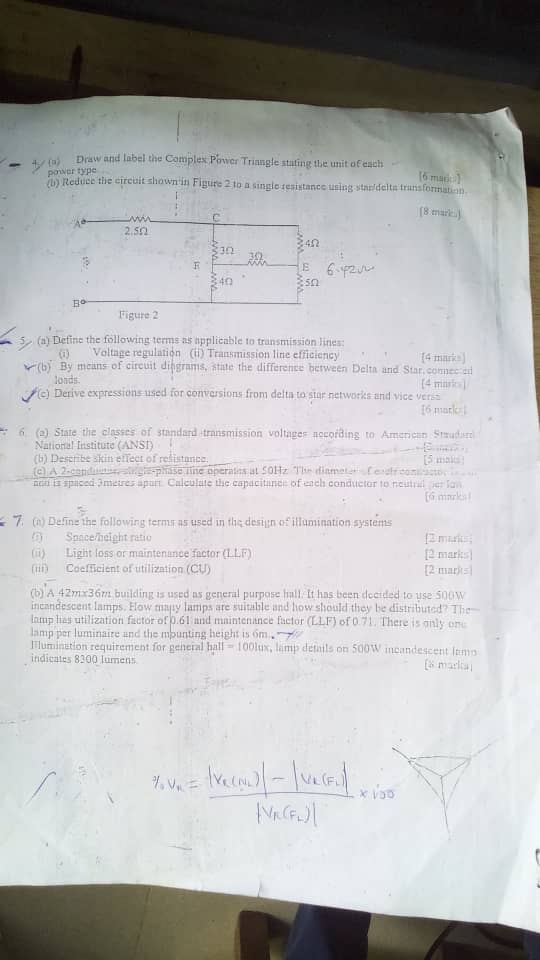 4. (a) Draw and label the Complex Power Triangle stating the unit of each
power type. [6 marks]
(b) Reduce the circuit shown in Figure 2 to a single resistance using star/delta transformation.
[8 marks]
A C
2.5Ω 4Ω
3Ω 3Ω
E E 6.42Ω
4Ω 5Ω
B
Figure 2
5. (a) Define the following terms as applicable to transmission lines:
(i) Voltage regulation (ii) Transmission line efficiency [4 marks]
(b) By means of circuit diagrams, state the difference between Delta and Star connected
loads. [4 marks]
(c) Derive expressions used for conversions from delta to star networks and vice versa.
[6 marks]
6. (a) State the classes of standard transmission voltages according to American Standard
National Institute (ANSI)
(b) Describe skin effect of resistance. [5 maks]
(c) A 2-conductor single-phase line operates at 50Hz. The diameter of each conductor
and is spaced 3metres apart. Calculate the capacitance of each conductor to neutral per km
[6 marks]
7. (a) Define the following terms as used in the design of illumination systems
(i) Space/height ratio [2 marks]
(ii) Light loss or maintenance factor (LLF) [2 marks]
(iii) Coefficient of utilization (CU) [2 marks]
(b) A 42mx36m building is used as general purpose hall. It has been decided to use 500W
incandescent lamps. How many lamps are suitable and how should they be distributed? The
lamp has utilization factor of 0.61 and maintenance factor (LLF) of 0.71. There is only one
lamp per luminaire and the mounting height is 6m.
Illumination requirement for general hall = 100lux, lamp details on 500W incandescent lamp
indicates 8300 lumens. [8 marks]
% VR = |VR(NL)| - |VR(FL)| × 100
|VR(FL)|